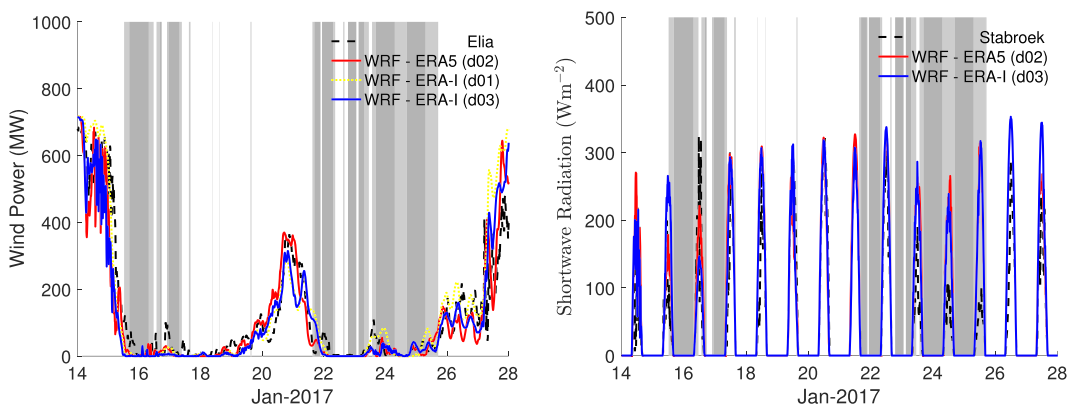 1000
800
600
400
200
0
Wind Power (MW)
Elia
WRF - ERA5 (d02)
WRF - ERA-I (d01)
WRF - ERA-I (d03)
14 16 18 20 22 24 26 28
Jan-2017
500
400
300
200
100
0
Shortwave Radiation (Wm⁻²)
Stabroek
WRF - ERA5 (d02)
WRF - ERA-I (d03)
14 16 18 20 22 24 26 28
Jan-2017